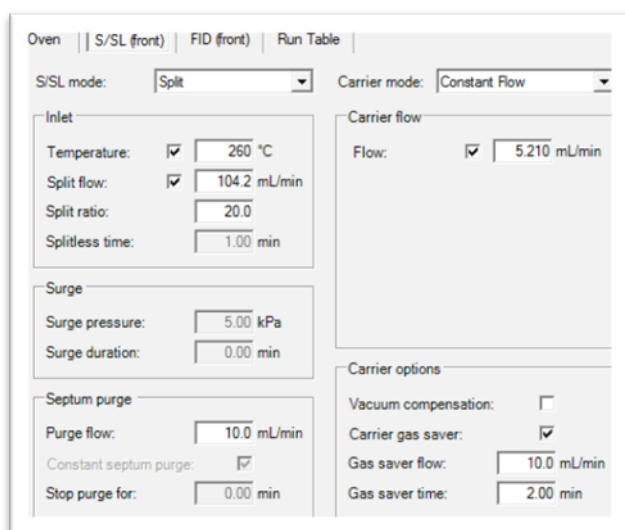 Oven S/SL (front) FID (front) Run Table
S/SL mode: Split Carrier mode: Constant Flow
Inlet
Temperature: 260 °C
Split flow: 104.2 mL/min
Split ratio: 20.0
Splitless time: 1.00 min
Surge
Surge pressure: 5.00 kPa
Surge duration: 0.00 min
Septum purge
Purge flow: 10.0 mL/min
Constant septum purge:
Stop purge for: 0.00 min
Carrier flow
Flow: 5.210 mL/min
Carrier options
Vacuum compensation:
Carrier gas saver:
Gas saver flow: 10.0 mL/min
Gas saver time: 2.00 min